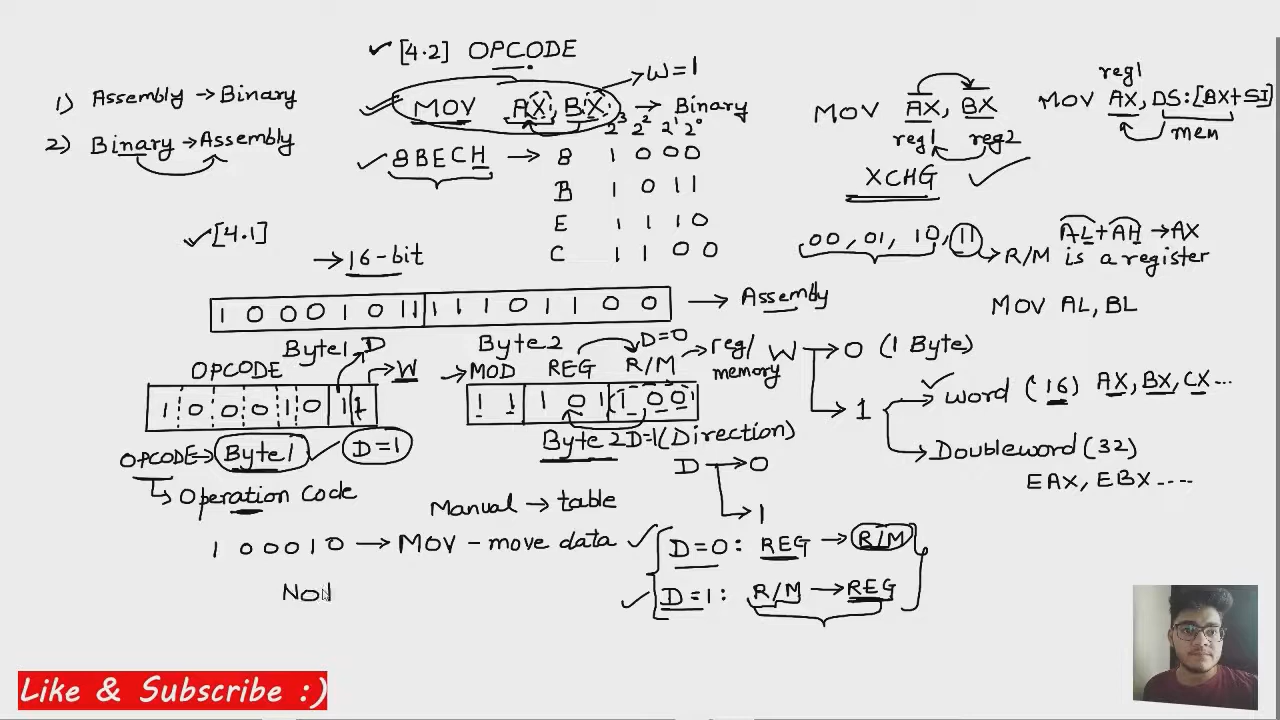 ✓[4.2] OPCODE
1) Assembly → Binary
2) Binary → Assembly
W=1
MOV AX, BX → Binary
2³ 2² 2¹ 2⁰
8BECH → 8 1 0 0 0
B 1 0 1 1
E 1 1 1 0
C 1 1 0 0
MOV AX, BX
reg1 reg2
XCHG
reg1
MOV AX, DS:[BX+SI]
mem
✓[4.1]
→ 16-bit
00, 01, 10, 11
AL+AH → AX
→ R/M is a register
MOV AL, BL
1 0 0 0 1 0 1 1 1 1 1 0 1 1 0 0 → Assembly
Byte1 Byte2
D
OPCODE
→ W
1 0 0 0 1 0 1 1
→ MOD REG R/M → reg/
memory
D=0
1 1 1 0 1 1 0 0
OPCODE → Byte1 ✓ D=1
→ Operation Code
Byte2 D=1 (Direction)
D → 0
→ 1
W → 0 (1 Byte)
→ 1
word (16) AX, BX, CX...
Doubleword (32)
EAX, EBX....
Manual → table
1 0 0 0 1 0 → MOV - move data
D=0: REG → R/M
D=1: R/M → REG
Like & Subscribe :)